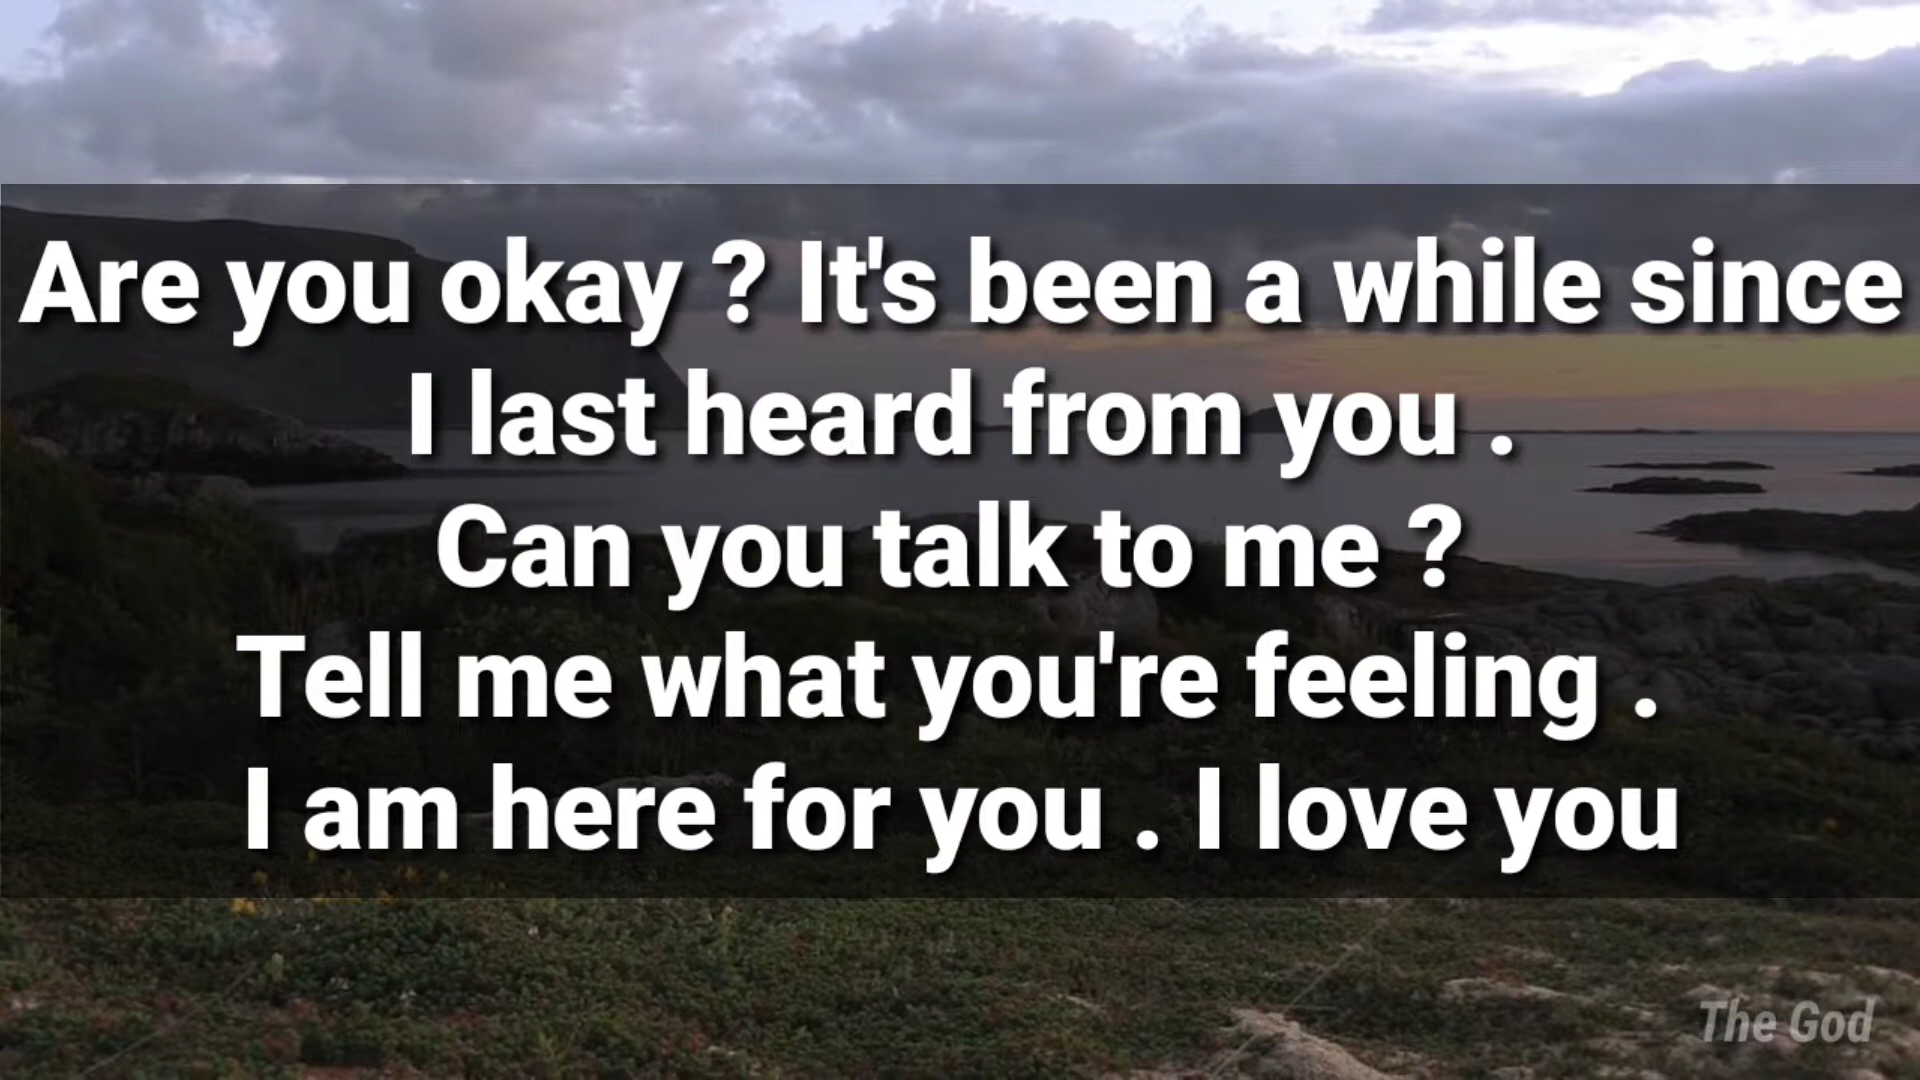 Are you okay ? It's been a while since
I last heard from you .
Can you talk to me ?
Tell me what you're feeling .
I am here for you . I love you
The God